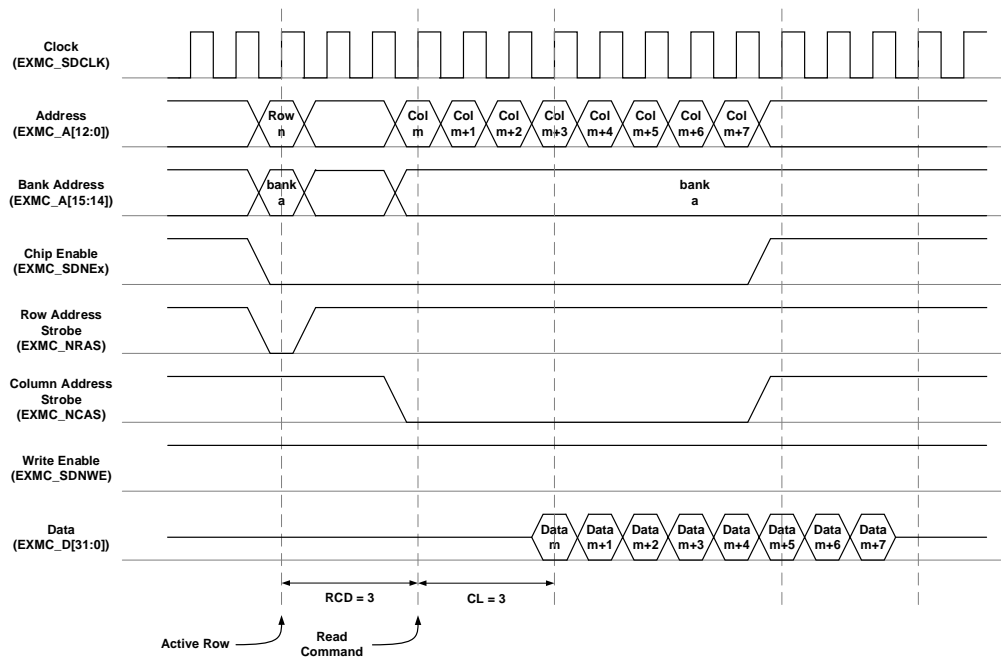 Clock
(EXMC_SDCLK)
Address
(EXMC_A[12:0])
Row
n
Col
m
Col
m+1
Col
m+2
Col
m+3
Col
m+4
Col
m+5
Col
m+6
Col
m+7
Bank Address
(EXMC_A[15:14])
bank
a
bank
a
Chip Enable
(EXMC_SDNEx)
Row Address
Strobe
(EXMC_NRAS)
Column Address
Strobe
(EXMC_NCAS)
Write Enable
(EXMC_SDNWE)
Data
(EXMC_D[31:0])
Data
m
Data
m+1
Data
m+2
Data
m+3
Data
m+4
Data
m+5
Data
m+6
Data
m+7
RCD = 3
CL = 3
Active Row
Read
Command